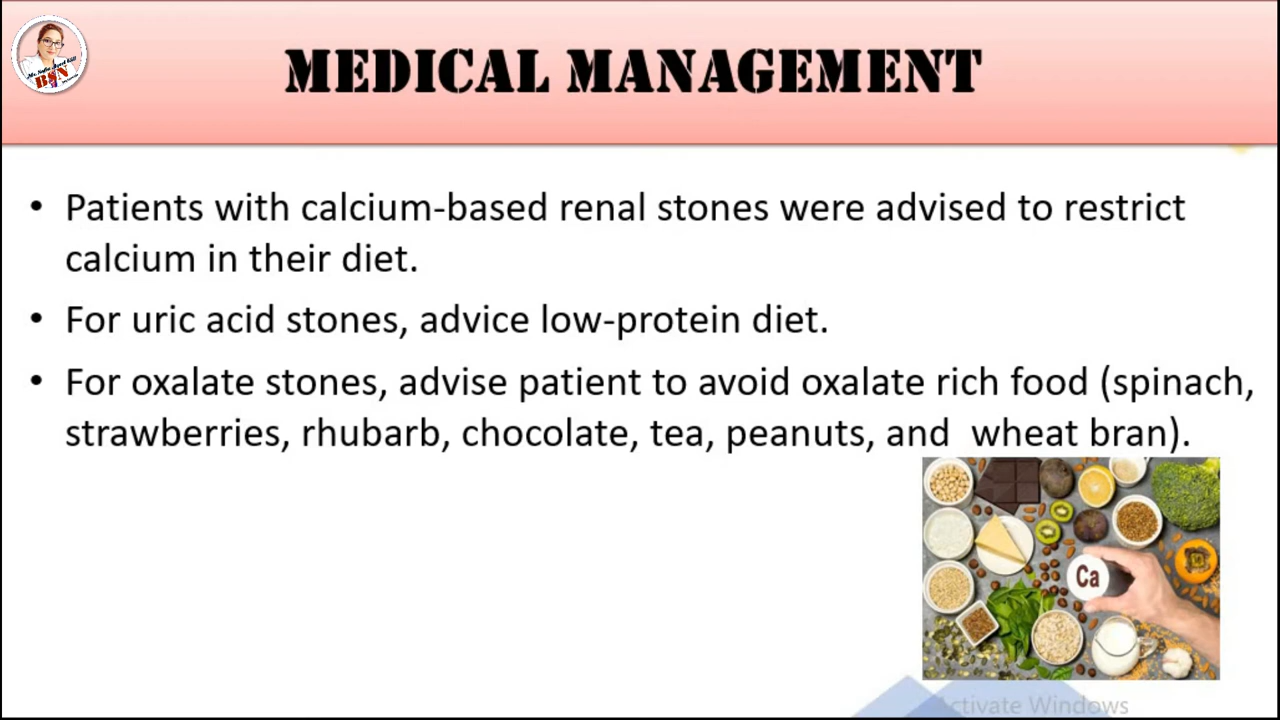 MEDICAL MANAGEMENT
• Patients with calcium-based renal stones were advised to restrict
calcium in their diet.
• For uric acid stones, advice low-protein diet.
• For oxalate stones, advise patient to avoid oxalate rich food (spinach,
strawberries, rhubarb, chocolate, tea, peanuts, and wheat bran).
Ca
Activate Windows